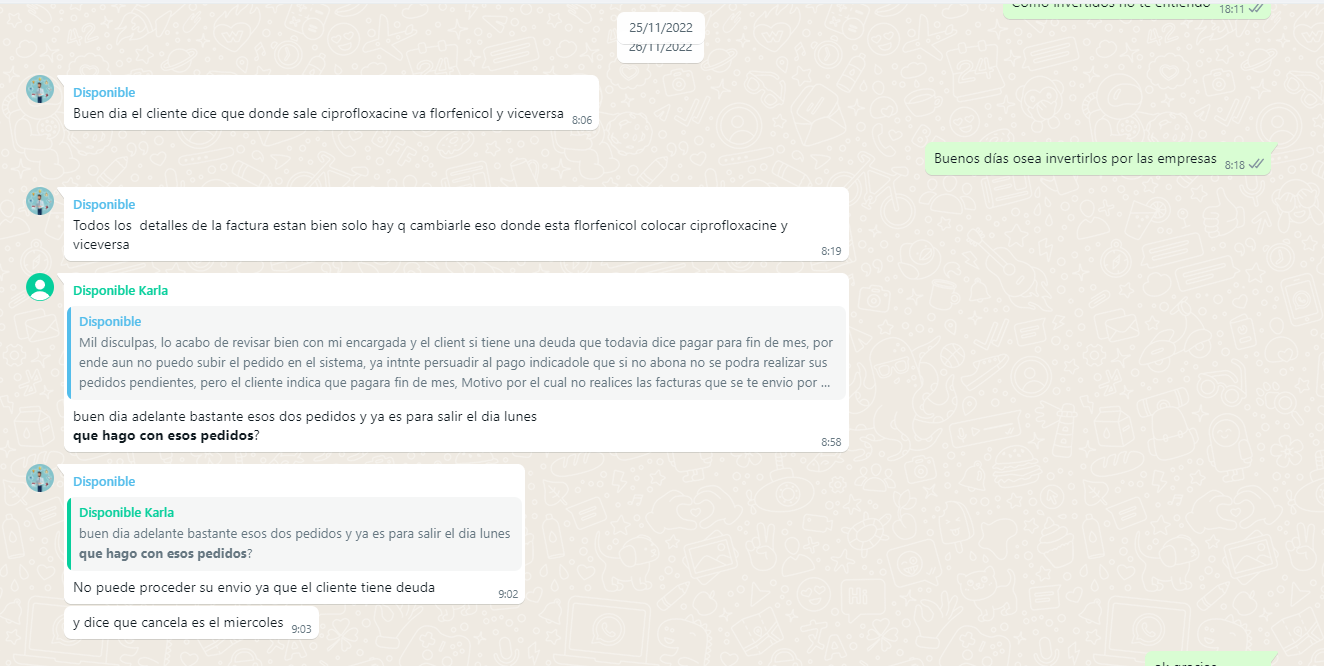 Como invertidos no te entiendo 18:11
25/11/2022
26/11/2022
Disponible
Buen dia el cliente dice que donde sale ciprofloxacine va florfenicol y viceversa 8:06
Buenos días osea invertirlos por las empresas 8:18
Disponible
Todos los detalles de la factura estan bien solo hay q cambiarle eso donde esta florfenicol colocar ciprofloxacine y
viceversa
8:19
Disponible Karla
Disponible
Mil disculpas, lo acabo de revisar bien con mi encargada y el client si tiene una deuda que todavia dice pagar para fin de mes, por
ende aun no puedo subir el pedido en el sistema, ya intnte persuadir al pago indicadole que si no abona no se podra realizar sus
pedidos pendientes, pero el cliente indica que pagara fin de mes, Motivo por el cual no realices las facturas que se te envio por ...
buen dia adelante bastante esos dos pedidos y ya es para salir el dia lunes
que hago con esos pedidos?
8:58
Disponible
Disponible Karla
buen dia adelante bastante esos dos pedidos y ya es para salir el dia lunes
que hago con esos pedidos?
No puede proceder su envio ya que el cliente tiene deuda 9:02
y dice que cancela es el miercoles 9:03
ok gracias